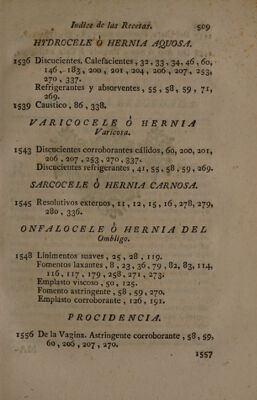 Indice de las Recetas. 509
HYDROCELE Ó HERNIA AQUOSA.
1536 Discucientes. Calefacientes, 32, 33, 34, 46, 60,
146, 183, 200, 201, 204, 206, 207, 253,
270, 337.
Refrigerantes y absorventes, 55, 58, 59, 71,
269.
1539 Caustico, 86, 338.
VARICOCELE Ó HERNIA
Varicosa.
1543 Discucientes corroborantes cálidos, 60, 200, 201,
206, 207, 253, 270, 337.
Discucientes refrigerantes, 41, 55, 58, 59, 269.
SARCOCELE Ó HERNIA CARNOSA.
1545 Resolutivos externos, 11, 12, 15, 16, 278, 279,
280, 336.
ONFALOCELE Ó HERNIA DEL
Ombligo.
1548 Linimentos suaves, 25, 28, 119.
Fomentos laxantes, 8, 23, 36, 79, 82, 83, 114,
116, 117, 179, 258, 271, 273.
Emplasto viscoso, 50, 125.
Fomento astringente, 58, 59, 270.
Emplasto corroborante, 126, 191.
PROCIDENCIA.
1556 De la Vagina. Astringente corroborante, 58, 59,
60, 206, 207, 270.
1557